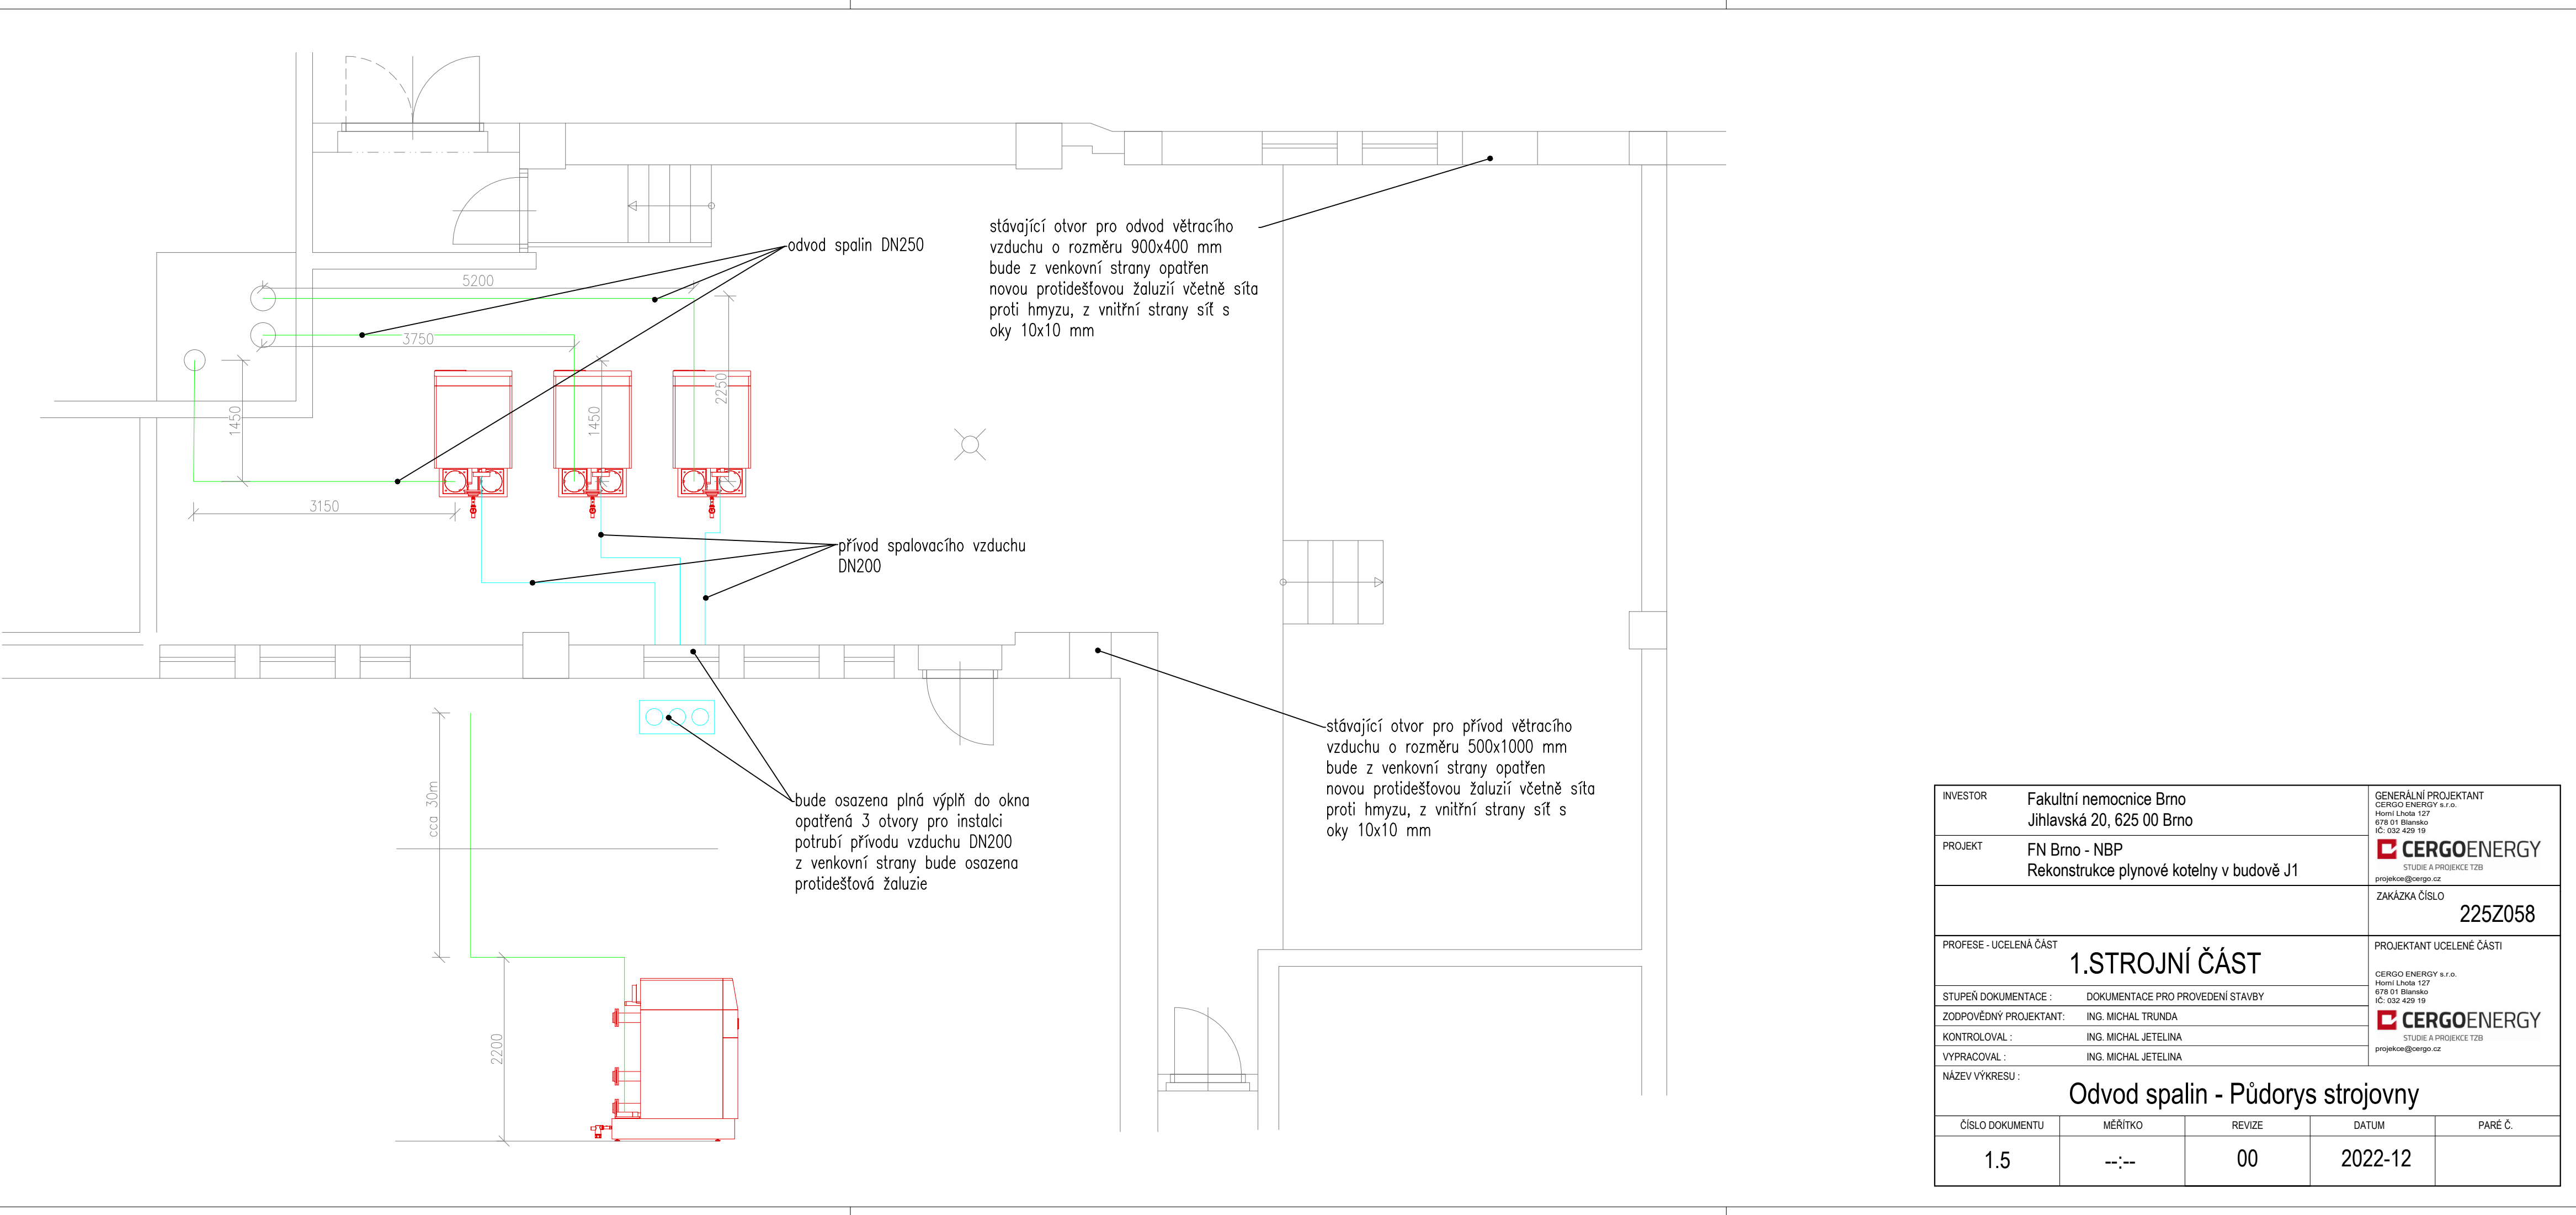 odvod spalin DN250
stávající otvor pro odvod větracího
vzduchu o rozměru 900x400 mm
bude z venkovní strany opatřen
novou protidešťovou žaluzií včetně síta
proti hmyzu, z vnitřní strany síť s
oky 10x10 mm
5200
3750
1450
1450
2250
3150
přívod spalovacího vzduchu
DN200
stávající otvor pro přívod větracího
vzduchu o rozměru 500x1000 mm
bude z venkovní strany opatřen
novou protidešťovou žaluzií včetně síta
proti hmyzu, z vnitřní strany síť s
oky 10x10 mm
bude osazena plná výplň do okna
opatřená 3 otvory pro instalci
potrubí přívodu vzduchu DN200
z venkovní strany bude osazena
protidešťová žaluzie
cca 30m
2200
INVESTOR
Fakultní nemocnice Brno
Jihlavská 20, 625 00 Brno
GENERÁLNÍ PROJEKTANT
CERGO ENERGY s.r.o.
Horní Lhota 127
678 01 Blansko
IČ: 032 429 19
CERGOENERGY
STUDIE A PROJEKCE TZB
projekce@cergo.cz
PROJEKT
FN Brno - NBP
Rekonstrukce plynové kotelny v budově J1
ZAKÁZKA ČÍSLO
225Z058
PROFESE - UCELENÁ ČÁST
1.STROJNÍ ČÁST
PROJEKTANT UCELENÉ ČÁSTI
CERGO ENERGY s.r.o.
Horní Lhota 127
678 01 Blansko
IČ: 032 429 19
CERGOENERGY
STUDIE A PROJEKCE TZB
projekce@cergo.cz
STUPEŇ DOKUMENTACE : DOKUMENTACE PRO PROVEDENÍ STAVBY
ZODPOVĚDNÝ PROJEKTANT: ING. MICHAL TRUNDA
KONTROLOVAL : ING. MICHAL JETELINA
VYPRACOVAL : ING. MICHAL JETELINA
NÁZEV VÝKRESU :
Odvod spalin - Půdorys strojovny
ČÍSLO DOKUMENTU MĚŘÍTKO REVIZE DATUM PARÉ Č.
1.5 --:-- 00 2022-12